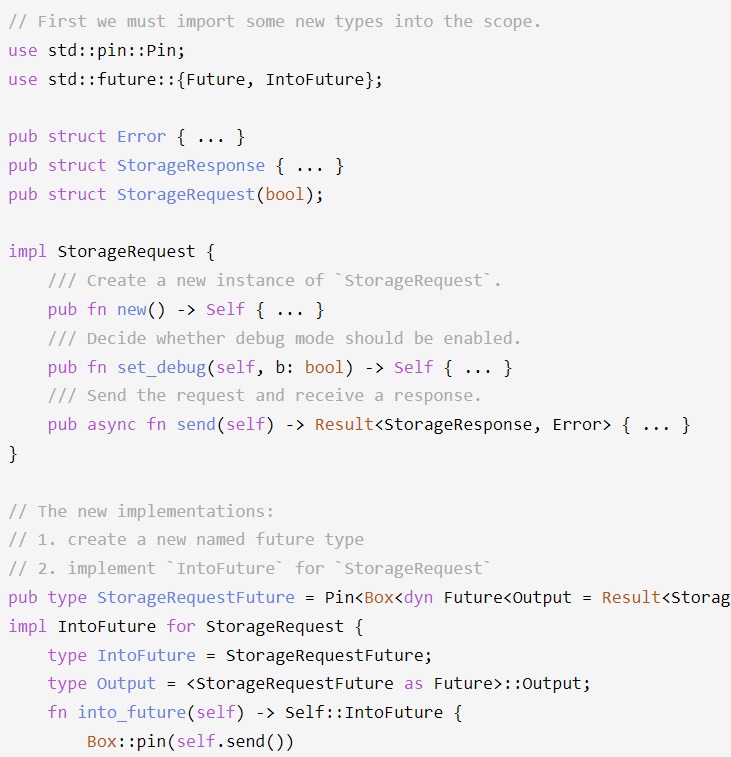 // First we must import some new types into the scope.
use std::pin::Pin;
use std::future::{Future, IntoFuture};
pub struct Error { ... }
pub struct StorageResponse { ... }
pub struct StorageRequest(bool);
impl StorageRequest {
/// Create a new instance of `StorageRequest`.
pub fn new() -> Self { ... }
/// Decide whether debug mode should be enabled.
pub fn set_debug(self, b: bool) -> Self { ... }
/// Send the request and receive a response.
pub async fn send(self) -> Result<StorageResponse, Error> { ... }
}
// The new implementations:
// 1. create a new named future type
// 2. implement `IntoFuture` for `StorageRequest`
pub type StorageRequestFuture = Pin<Box<dyn Future<Output = Result<Storag
impl IntoFuture for StorageRequest {
type IntoFuture = StorageRequestFuture;
type Output = <StorageRequestFuture as Future>::Output;
fn into_future(self) -> Self::IntoFuture {
Box::pin(self.send())